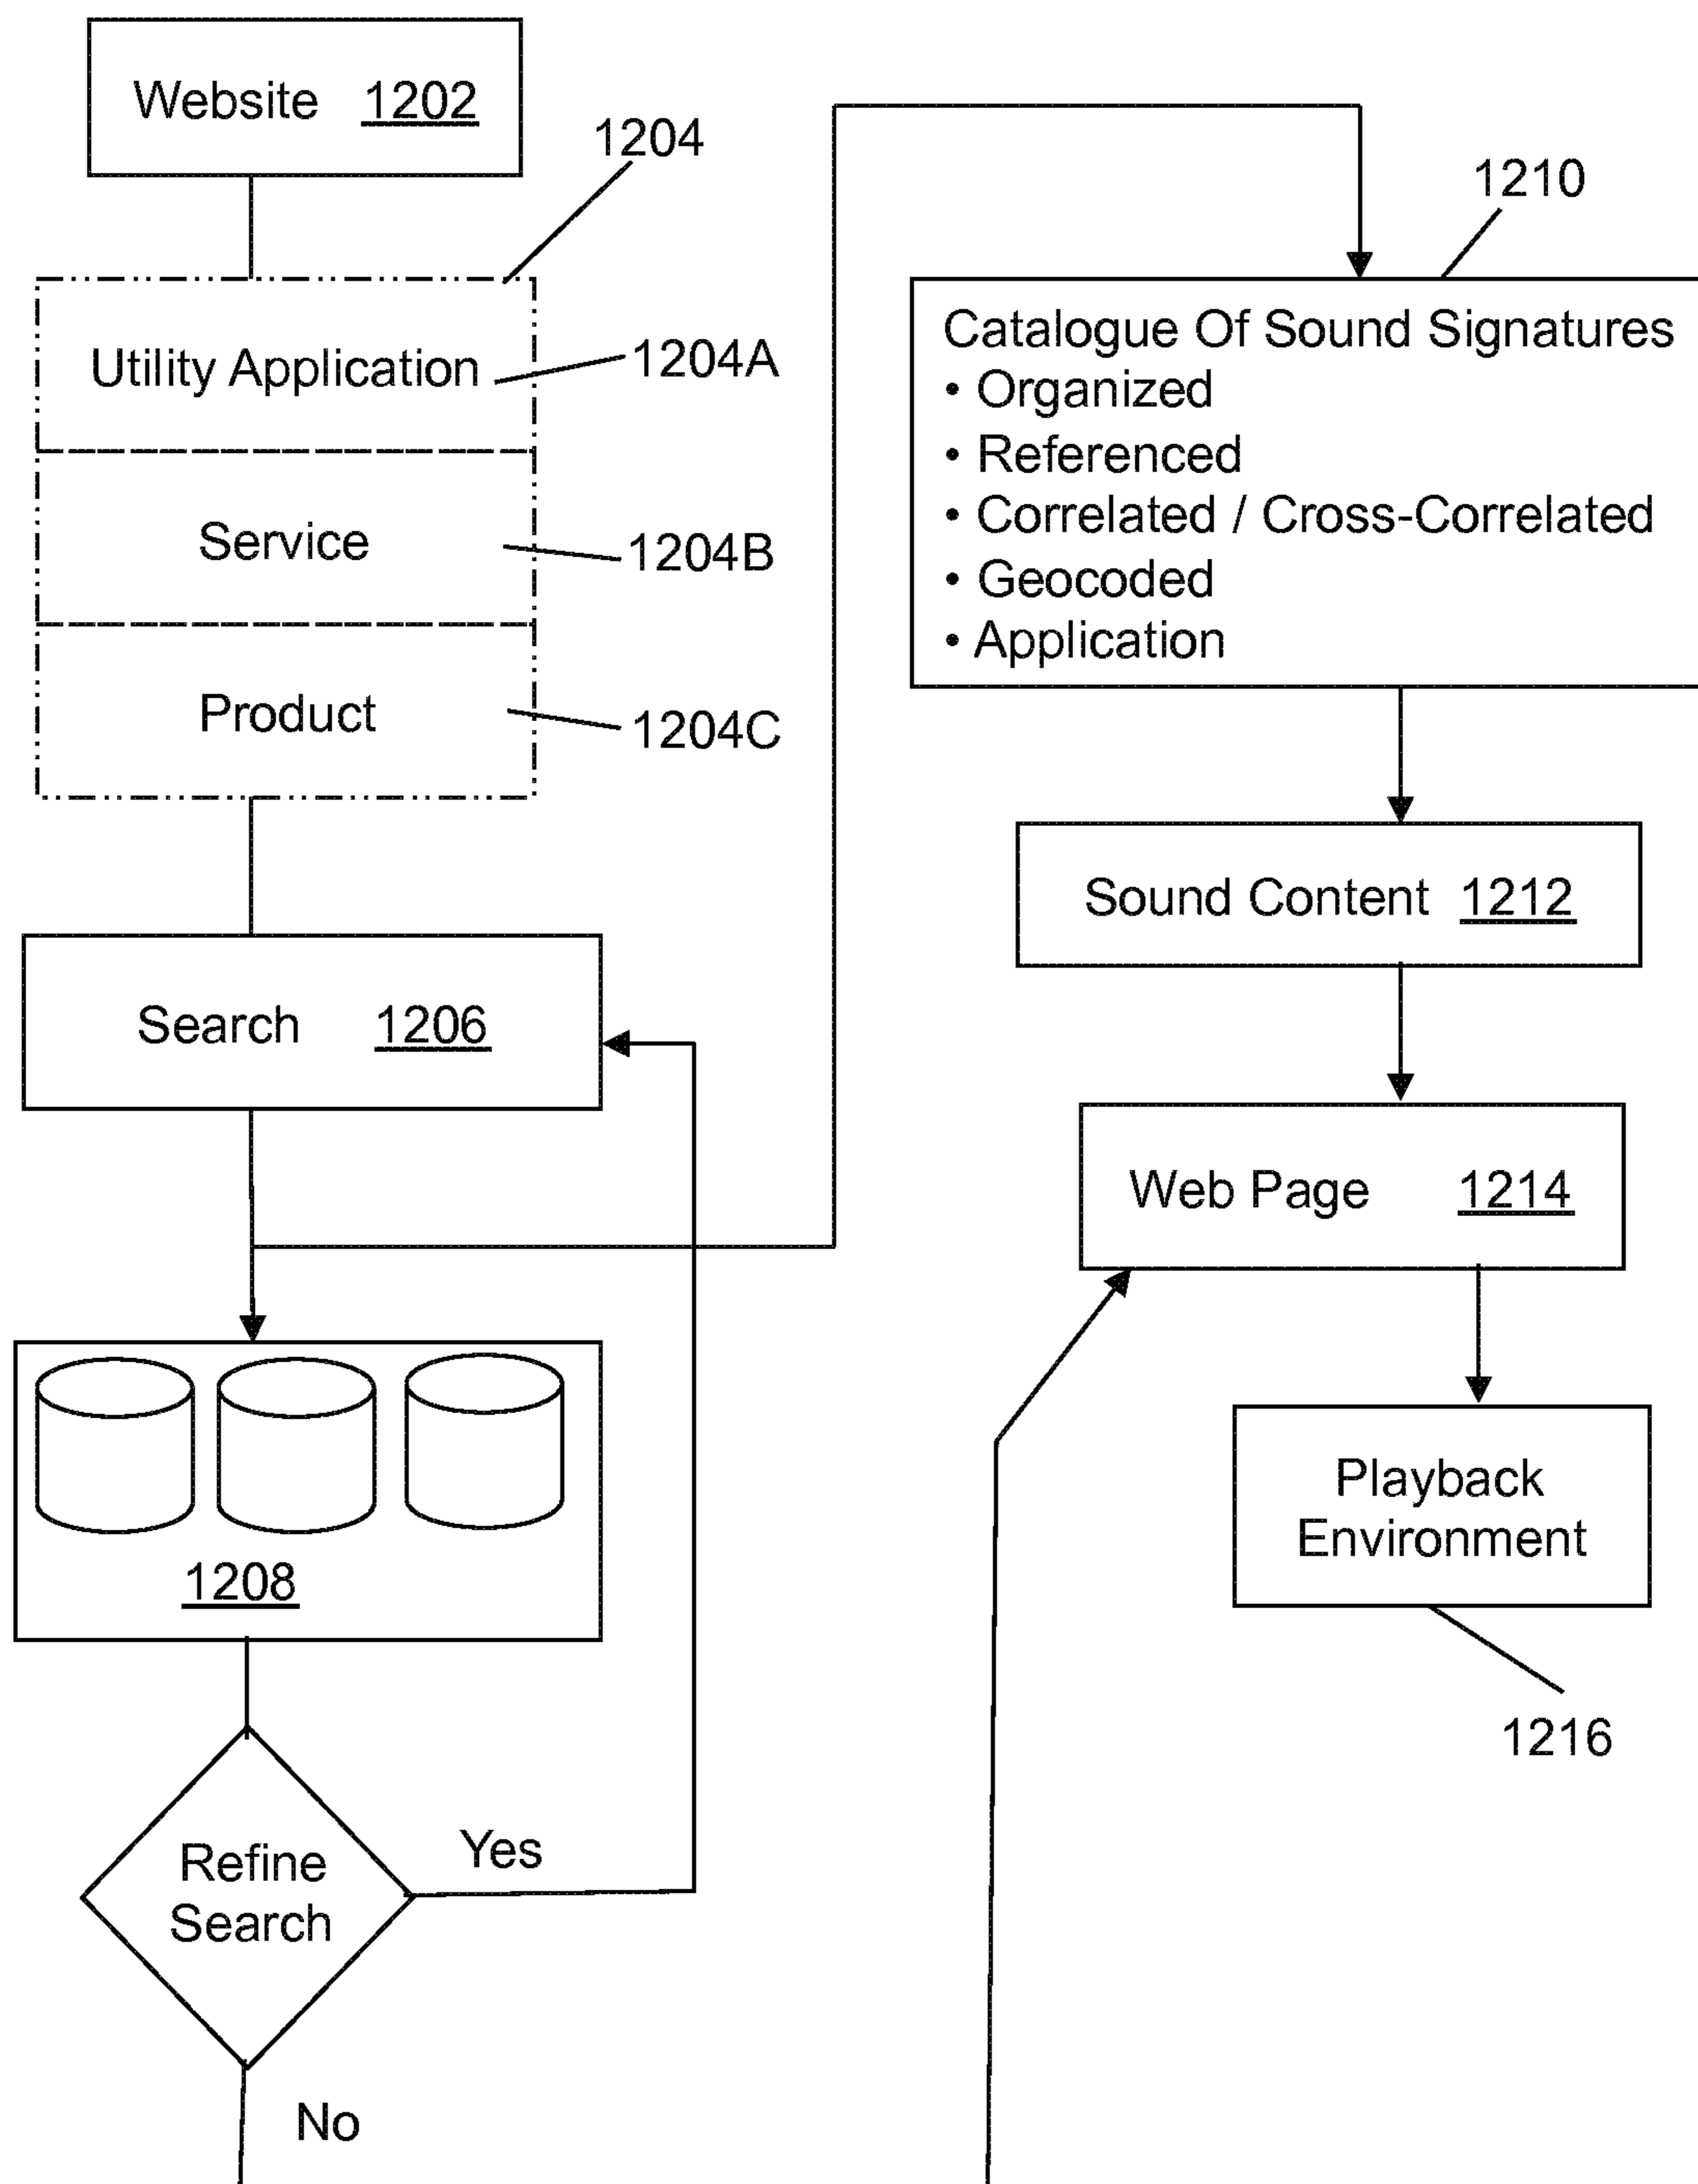 Website 1202
1204
Utility Application
1204A
Service
1204B
Product
1204C
Search 1206
1208
Refine
Search
Yes
No
1210
Catalogue Of Sound Signatures
• Organized
• Referenced
• Correlated / Cross-Correlated
• Geocoded
• Application
Sound Content 1212
Web Page 1214
Playback
Environment
1216